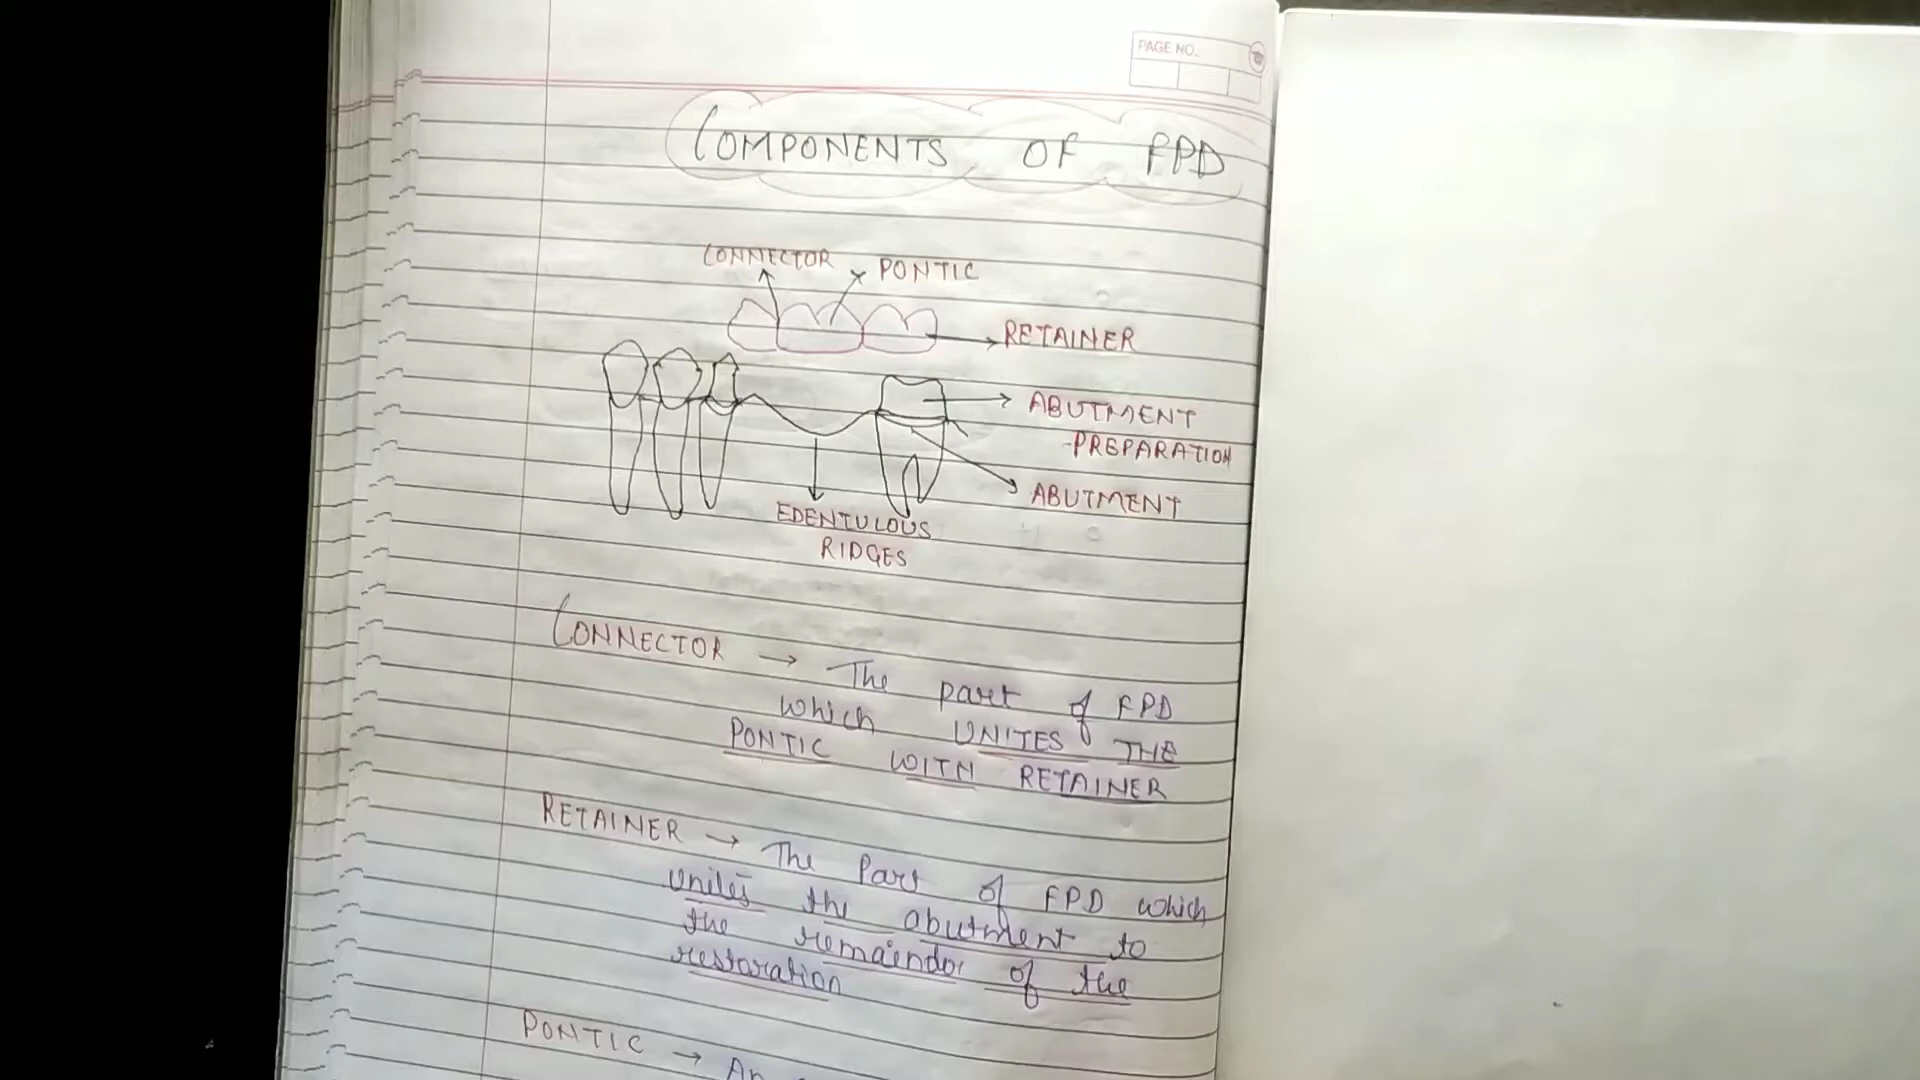 PAGE NO.
COMPONENTS OF FPD
CONNECTOR
PONTIC
RETAINER
ABUTMENT
PREPARATION
ABUTMENT
EDENTULOUS
RIDGES
CONNECTOR → The part of FPD
which UNITES THE
PONTIC WITH RETAINER
RETAINER → The Part of FPD which
unites the abutment to
the remaindor of the
restoration
PONTIC → An